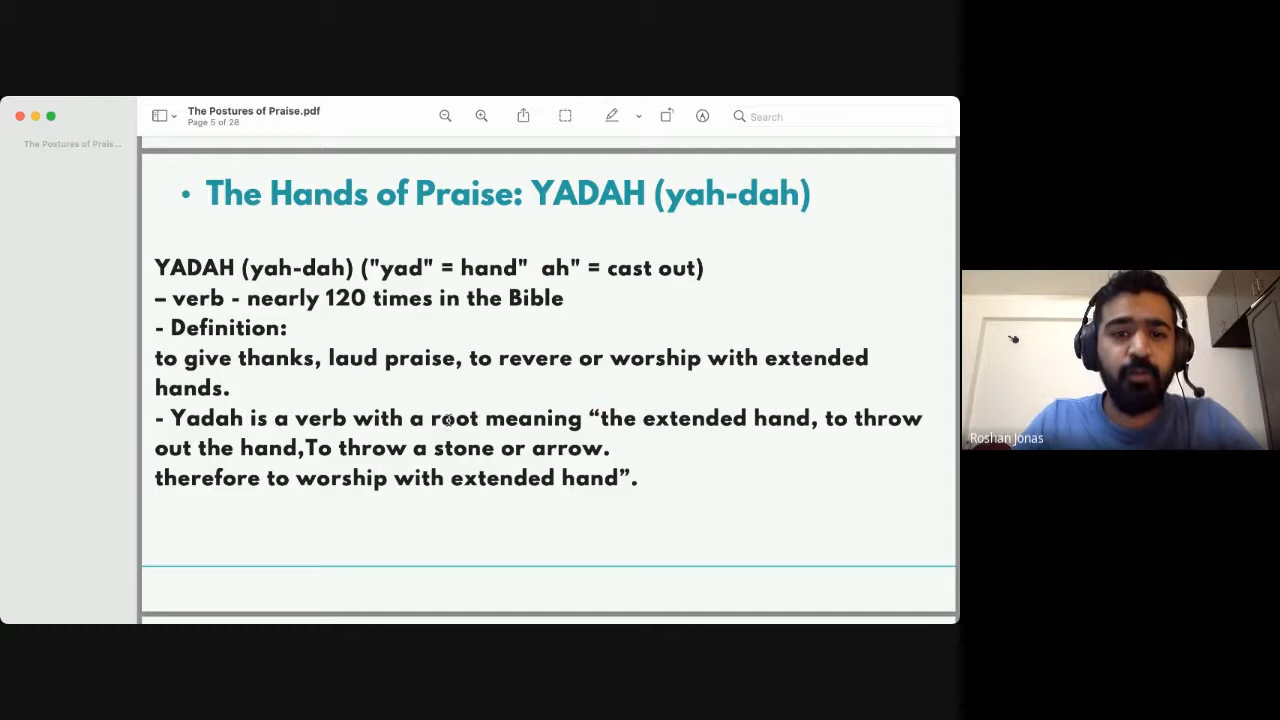 The Postures of Praise.pdf
Page 5 of 28
Search
The Postures of Prais...
• The Hands of Praise: YADAH (yah-dah)
YADAH (yah-dah) ("yad" = hand" ah" = cast out)
– verb - nearly 120 times in the Bible
- Definition:
to give thanks, laud praise, to revere or worship with extended
hands.
- Yadah is a verb with a root meaning “the extended hand, to throw
out the hand,To throw a stone or arrow.
therefore to worship with extended hand”.
Roshan Jonas